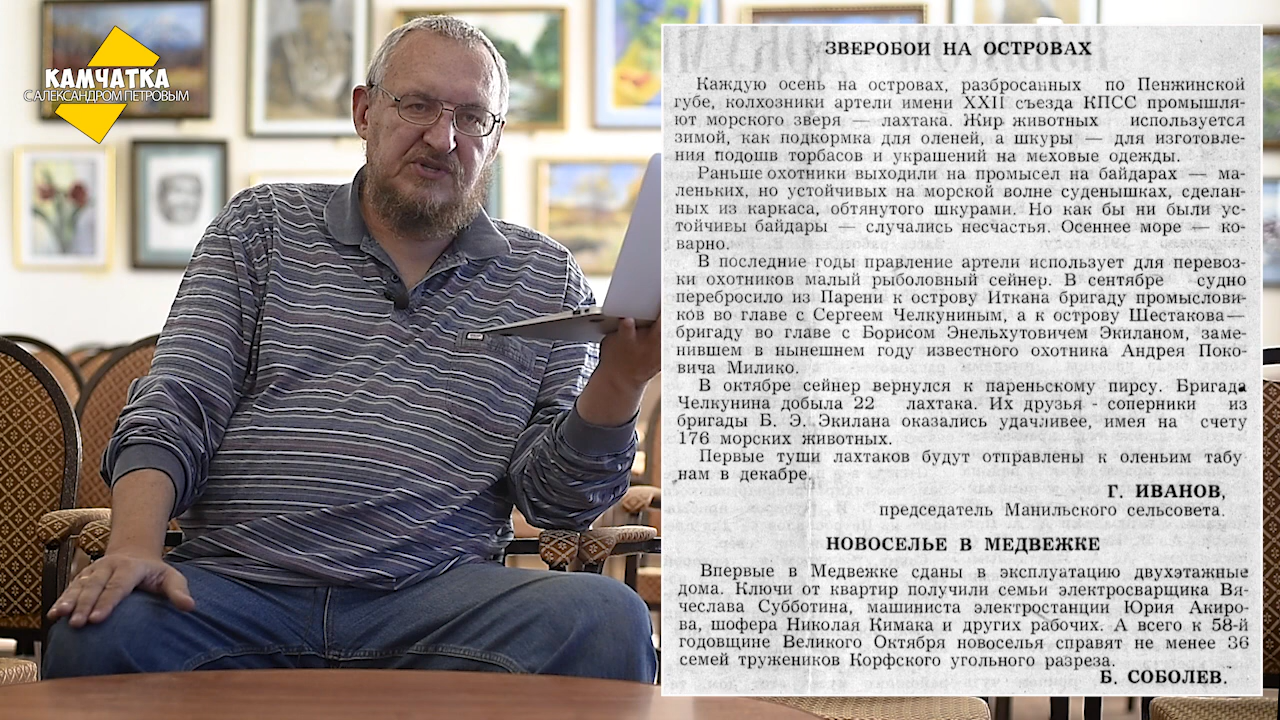 КАМЧАТКА
С АЛЕКСАНДРОМ ПЕТРОВЫМ
ЗВЕРОБОИ НА ОСТРОВАХ
Каждую осень на островах, разбросанных по Пенжинской
губе, колхозники артели имени XXII съезда КПСС промышля-
ют морского зверя — лахтака. Жир животных используется
зимой, как подкормка для оленей, а шкуры — для изготовле-
ния подошв торбасов и украшений на меховые одежды.
Раньше охотники выходили на промысел на байдарах — ма-
леньких, но устойчивых на морской волне суденышках, сделан-
ных из каркаса, обтянутого шкурами. Но как бы ни были ус-
тойчивы байдары — случались несчастья. Осеннее море — ко-
варно.
В последние годы правление артели использует для перевоз-
ки охотников малый рыболовный сейнер. В сентябре судно
перебросило из Парени к острову Иткана бригаду промыслови-
ков во главе с Сергеем Челкуниным, а к острову Шестакова —
бригаду во главе с Борисом Энельхутовичем Экиланом, заме-
нившем в нынешнем году известного охотника Андрея Поко-
вича Милико.
В октябре сейнер вернулся к пареньскому пирсу. Бригада
Челкунина добыла 22 лахтака. Их друзья - соперники из
бригады Б. Э. Экилана оказались удачливее, имея на счету
176 морских животных.
Первые туши лахтаков будут отправлены к оленьим табу
нам в декабре.
Г. ИВАНОВ,
председатель Манильского сельсовета.
НОВОСЕЛЬЕ В МЕДВЕЖКЕ
Впервые в Медвежке сданы в эксплуатацию двухэтажные
дома. Ключи от квартир получили семьи электросварщика Вя-
чеслава Субботина, машиниста электростанции Юрия Акиро-
ва, шофера Николая Кимака и других рабочих. А всего к 58-й
годовщине Великого Октября новоселья справят не менее 36
семей тружеников Корфского угольного разреза.
Б. СОБОЛЕВ.